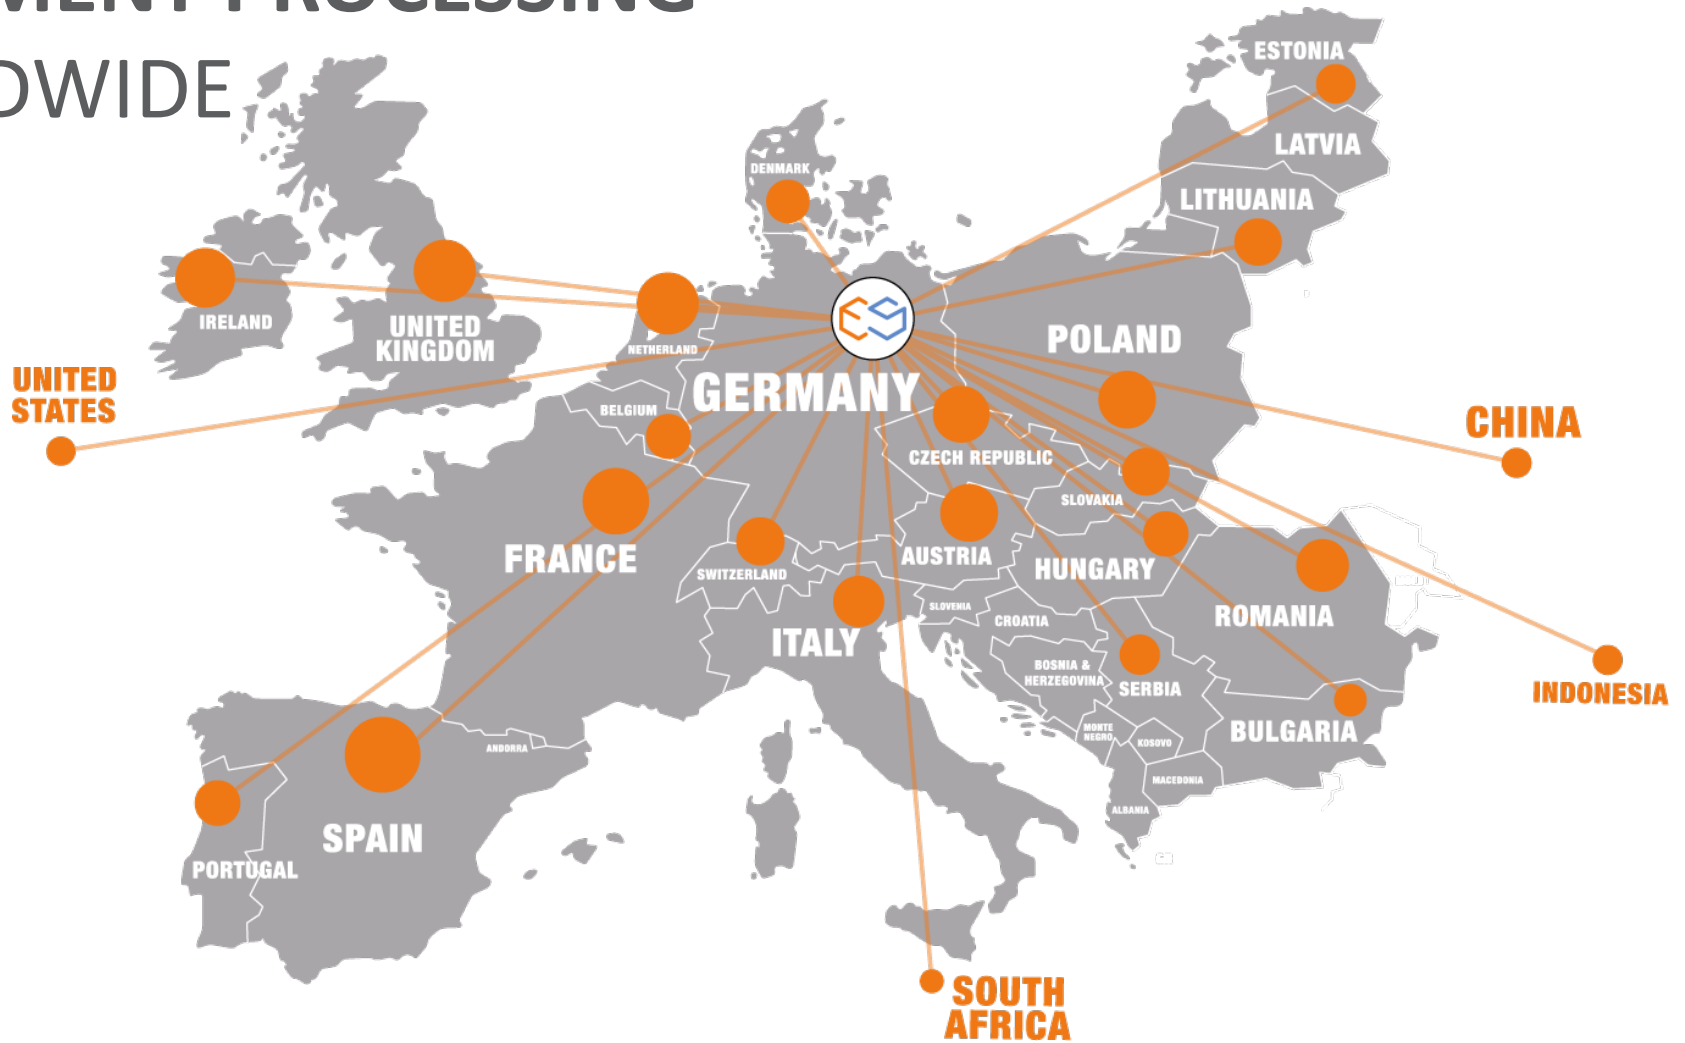 MENT PROCESSING
DWIDE
ESTONIA
LATVIA
LITHUANIA
DENMARK
IRELAND
UNITED
KINGDOM
NETHERLAND
POLAND
UNITED
STATES
GERMANY
BELGIUM
CHINA
CZECH REPUBLIC
SLOVAKIA
FRANCE
SWITZERLAND
AUSTRIA
HUNGARY
SLOVENIA
CROATIA
ROMANIA
ITALY
BOSNIA &
HERZEGOVINA
SERBIA
INDONESIA
MONTE
NEGRO
KOSOVO
BULGARIA
ANDORRA
MACEDONIA
ALBANIA
SPAIN
PORTUGAL
SOUTH
AFRICA